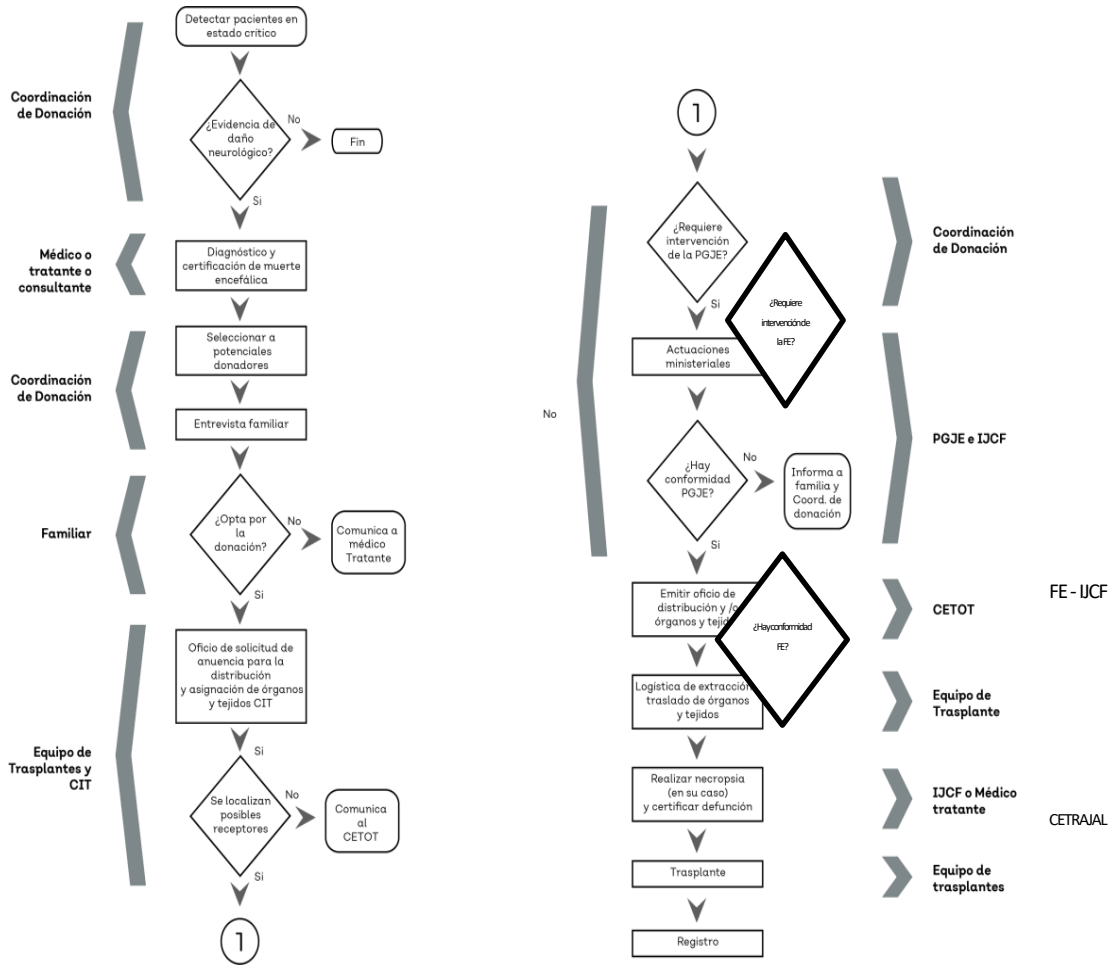 Detectar pacientes en
estado crítico
Coordinación
de Donación
¿Evidencia de
daño
neurológico?
No
Fin
Si
Médico o
tratante o
consultante
Diagnóstico y
certificación de muerte
encefálica
Seleccionar a
potenciales
donadores
Coordinación
de Donación
Entrevista familiar
Familiar
¿Opta por
la
donación?
No
Comunica a
médico
Tratante
Si
Oficio de solicitud de
anuencia para la
distribución
y asignación de órganos
y tejidos CIT
Equipo de
Trasplantes y
CIT
Si
Se localizan
posibles
receptores
No
Comunica
al
CETOT
Si
1
1
¿Requiere
intervención
de la PGJE?
Coordinación
de Donación
Si
¿Requiere
intervención de
la FE?
Actuaciones
ministeriales
No
PGJE e IJCF
¿Hay
conformidad
PGJE?
No
Informa a
familia y
Coord. de
donación
Si
Emitir oficio de
distribución y /o
órganos y
¿Hay conformidad
FE?
CETOT
FE - IJCF
Logística de extracción
traslado de órganos
y tejidos
Equipo de
Trasplante
Realizar necropsia
(en su caso)
y certificar defunción
IJCF o Médico
tratante
CETRAJAL
Trasplante
Equipo de
trasplantes
Registro